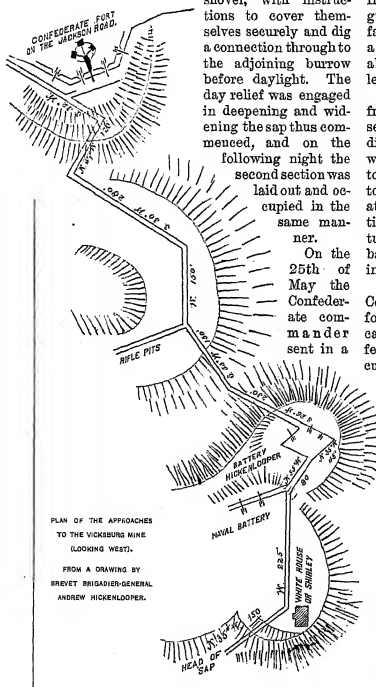 shovel, with instruc-
tions to cover them-
selves securely and dig
a connection through to
the adjoining burrow
before daylight. The
day relief was engaged
in deepening and wid-
ening the sap thus com-
menced, and on the
following night the
second section was
laid out and oc-
cupied in the
same man-
ner.
On the
25th of
May the
Confeder-
ate com-
mander
sent in a
CONFEDERATE FORT
ON THE JACKSON ROAD.
RIFLE PITS
BATTERY
HICKENLOOPER
NAVAL BATTERY
WHITE HOUSE
OR SHIRLEY
W. 225
150
HEAD OF
SAP
PLAN OF THE APPROACHES
TO THE VICKSBURG MINE
(LOOKING WEST).
FROM A DRAWING BY
BREVET BRIGADIER-GENERAL
ANDREW HICKENLOOPER.